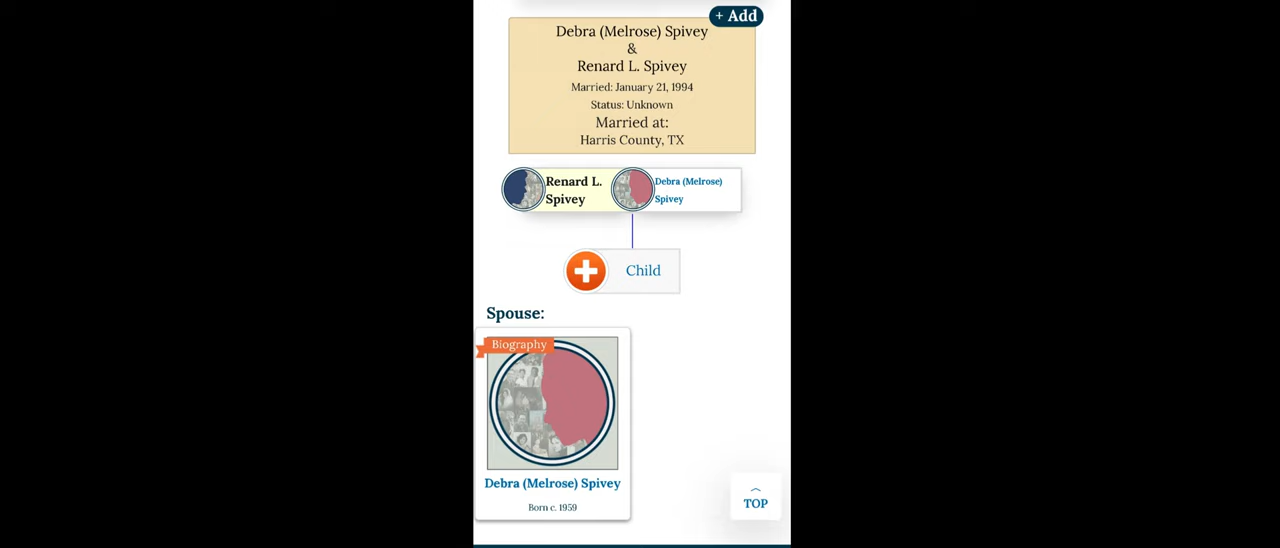 + Add
Debra (Melrose) Spivey
&
Renard L. Spivey
Married: January 21, 1994
Status: Unknown
Married at:
Harris County, TX
Renard L.
Spivey
Debra (Melrose)
Spivey
Child
Spouse:
Biography
Debra (Melrose) Spivey
Born c. 1959
TOP